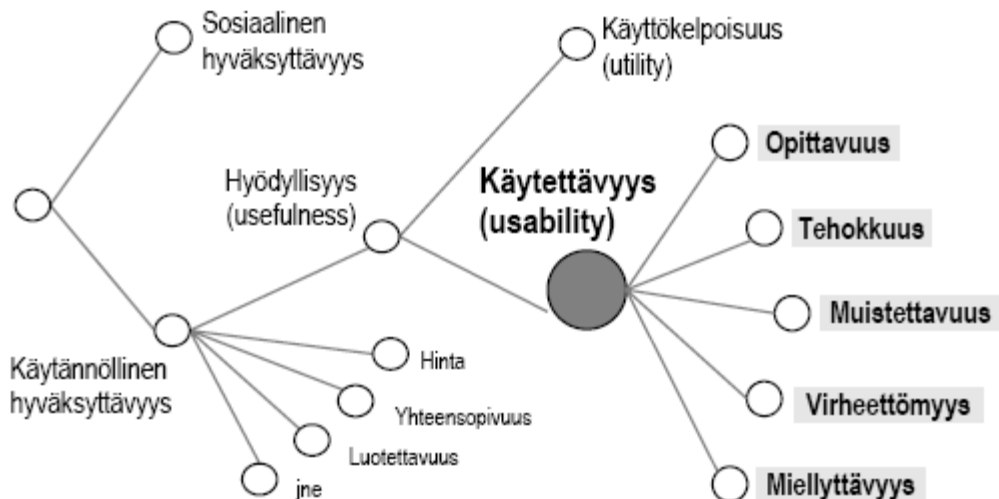 Sosiaalinen
hyväksyttävyys
Käyttökelpoisuus
(utility)
Opittavuus
Hyödyllisyys
(usefulness)
Käytettävyys
(usability)
Tehokkuus
Muistettavuus
Käytännöllinen
hyväksyttävyys
Hinta
Yhteensopivuus
Virheettömyys
Luotettavuus
jne
Miellyttävyys